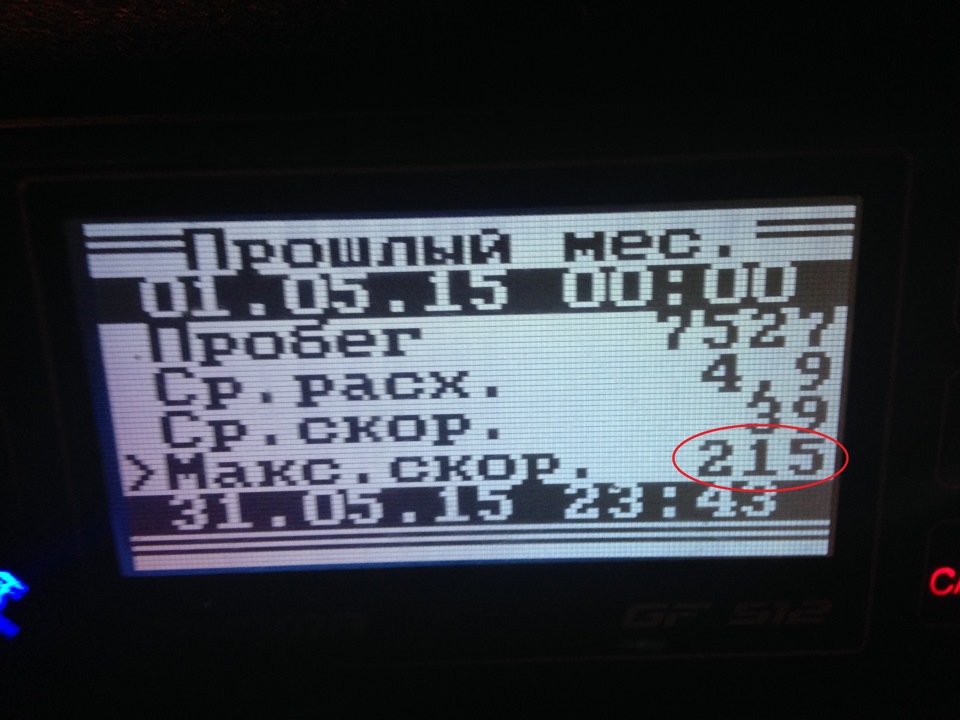 Прошлый мес.
01.05.15 00:00
Пробег 7527
Ср.расх. 4,9
Ср.скор. 39
>Макс.скор. 215
31.05.15 23:43
GF 512